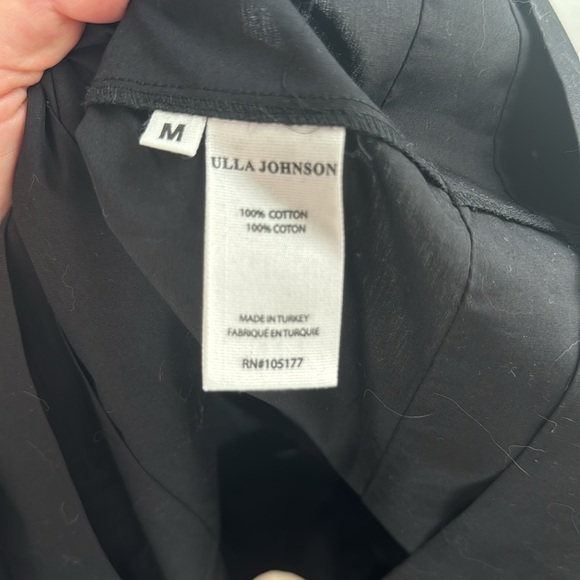 M
ULLA JOHNSON
100% COTTON
100% COTON
MADE IN TURKEY
FABRIQUÉ EN TURQUIE
RN#105177